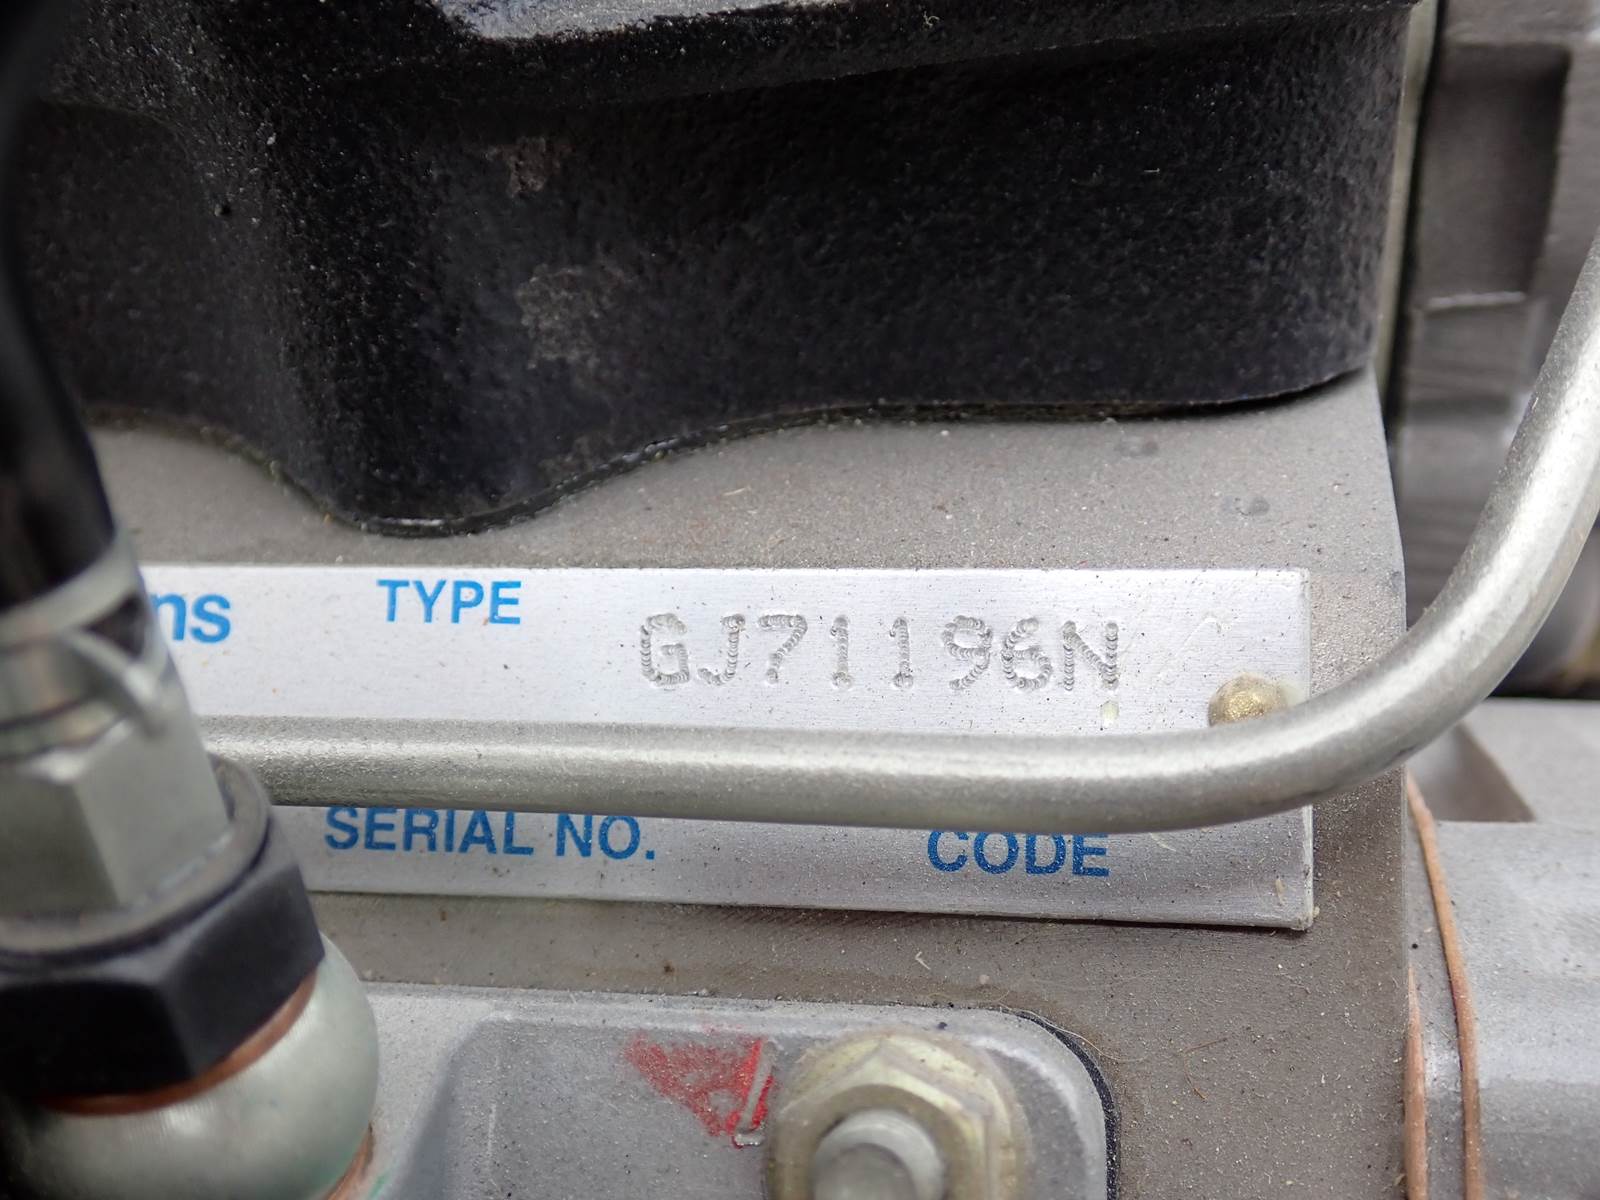 ns TYPE GJ71196N
SERIAL NO. CODE